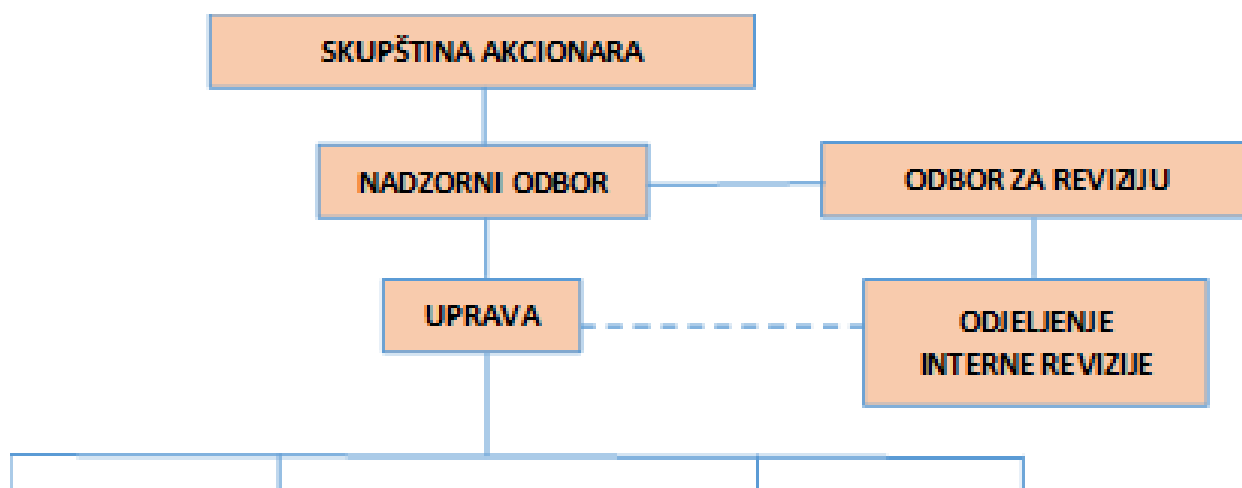 SKUPŠTINA AKCIONARA
NADZORNI ODBOR
ODBOR ZA REVIZIJU
UPRAVA
ODJELJENJE
INTERNE REVIZIJE